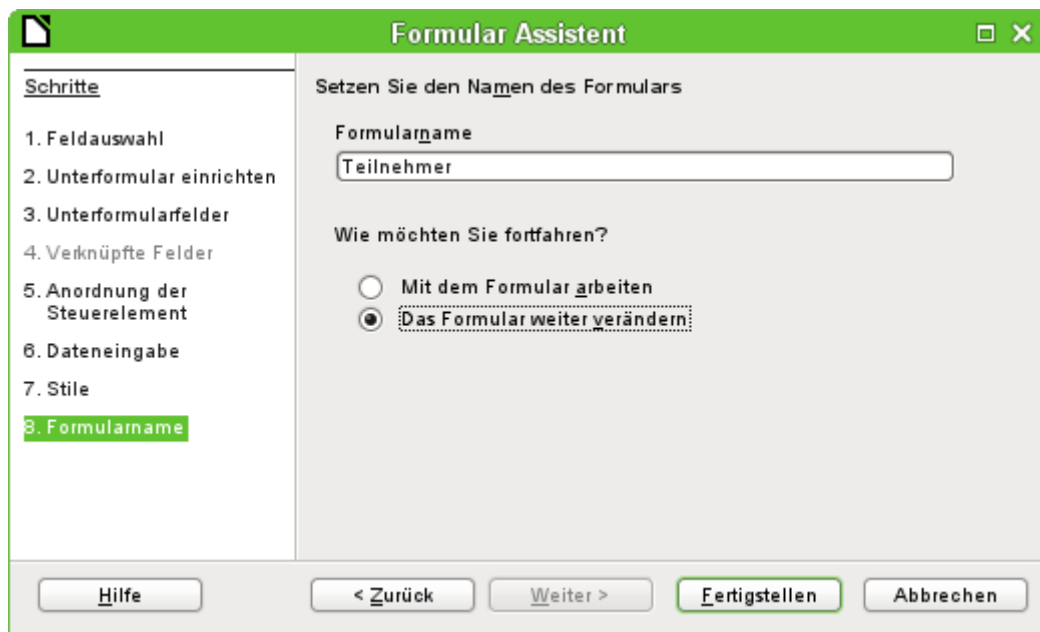 Formular Assistent
Schritte
1. Feldauswahl
2. Unterformular einrichten
3. Unterformularfelder
4. Verknüpfte Felder
5. Anordnung der
Steuerelement
6. Dateneingabe
7. Stile
8. Formularname
Setzen Sie den Namen des Formulars
Formularname
Teilnehmer
Wie möchten Sie fortfahren?
Mit dem Formular arbeiten
Das Formular weiter verändern
Hilfe
< Zurück
Weiter >
Fertigstellen
Abbrechen